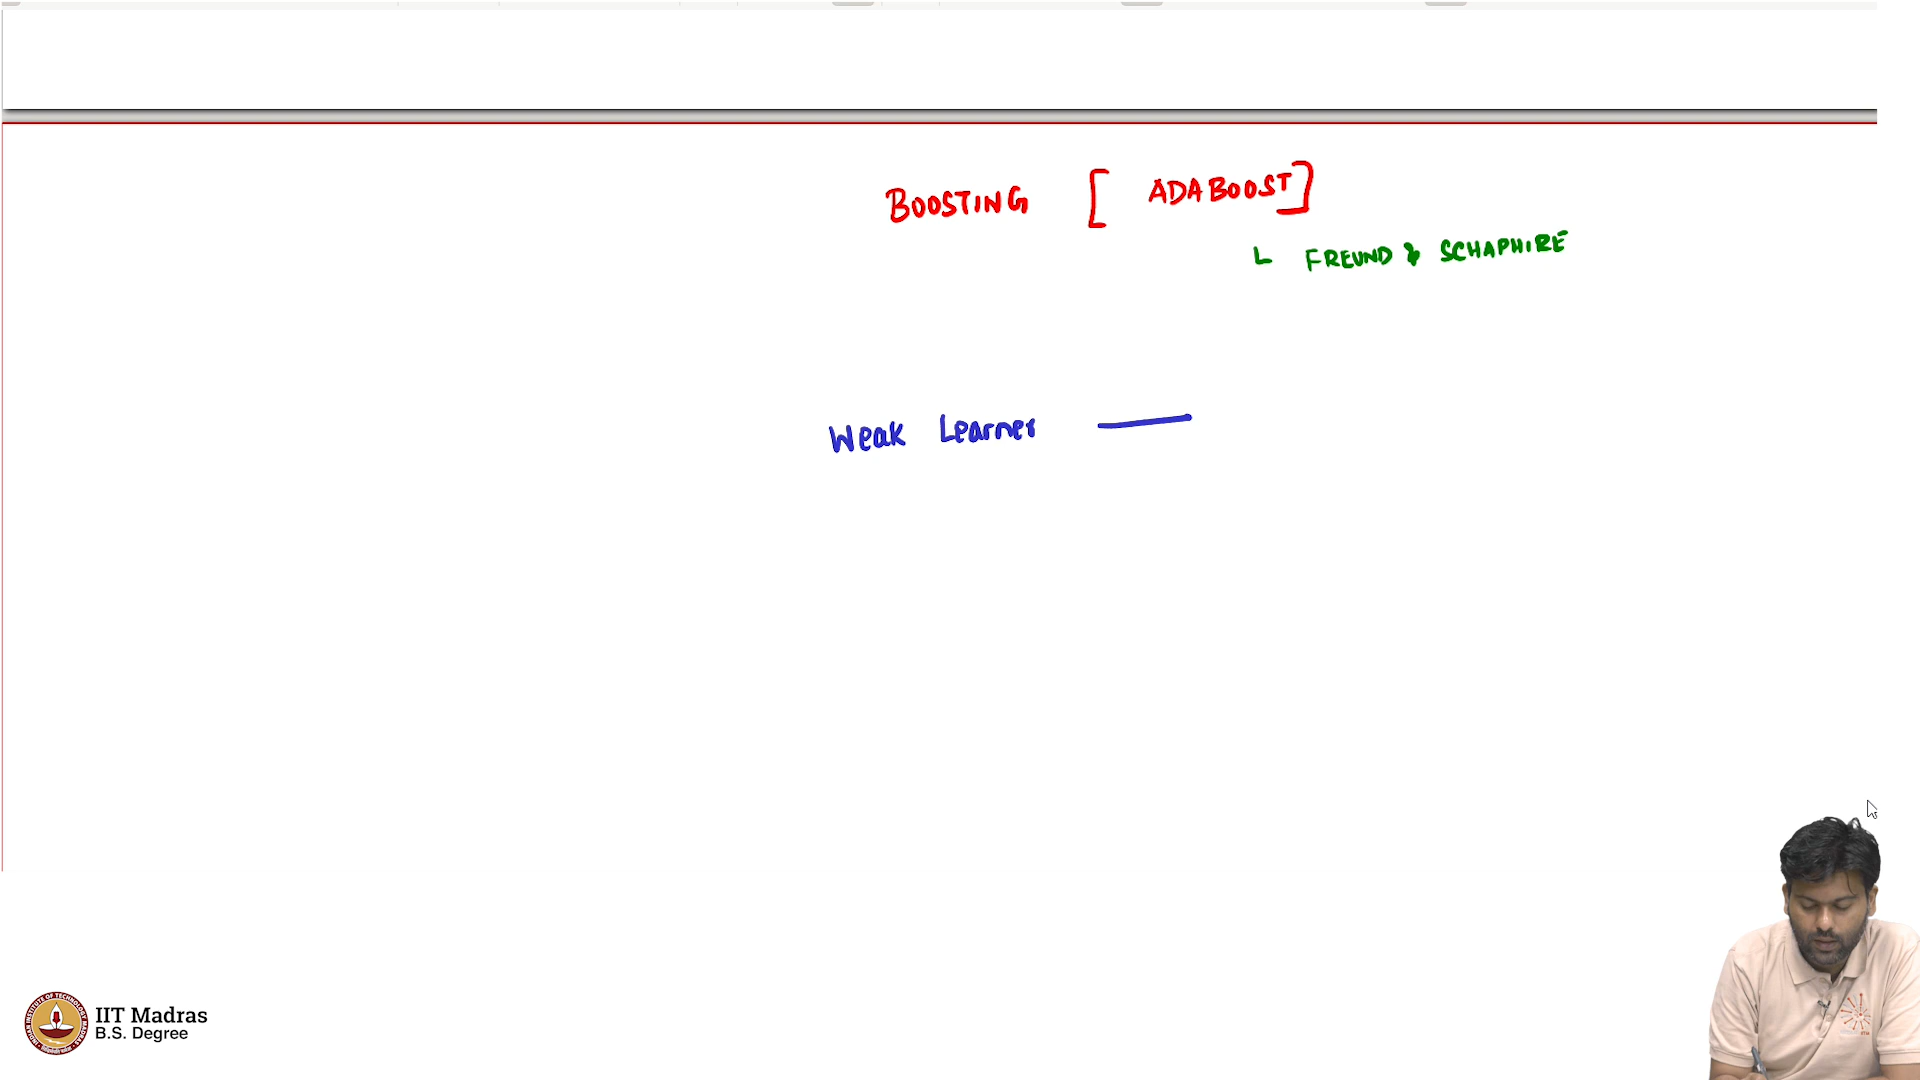 BOOSTING [ ADABOOST]
L FREUND & SCHAPHIRE
Weak Learner —
IIT Madras
B.S. Degree